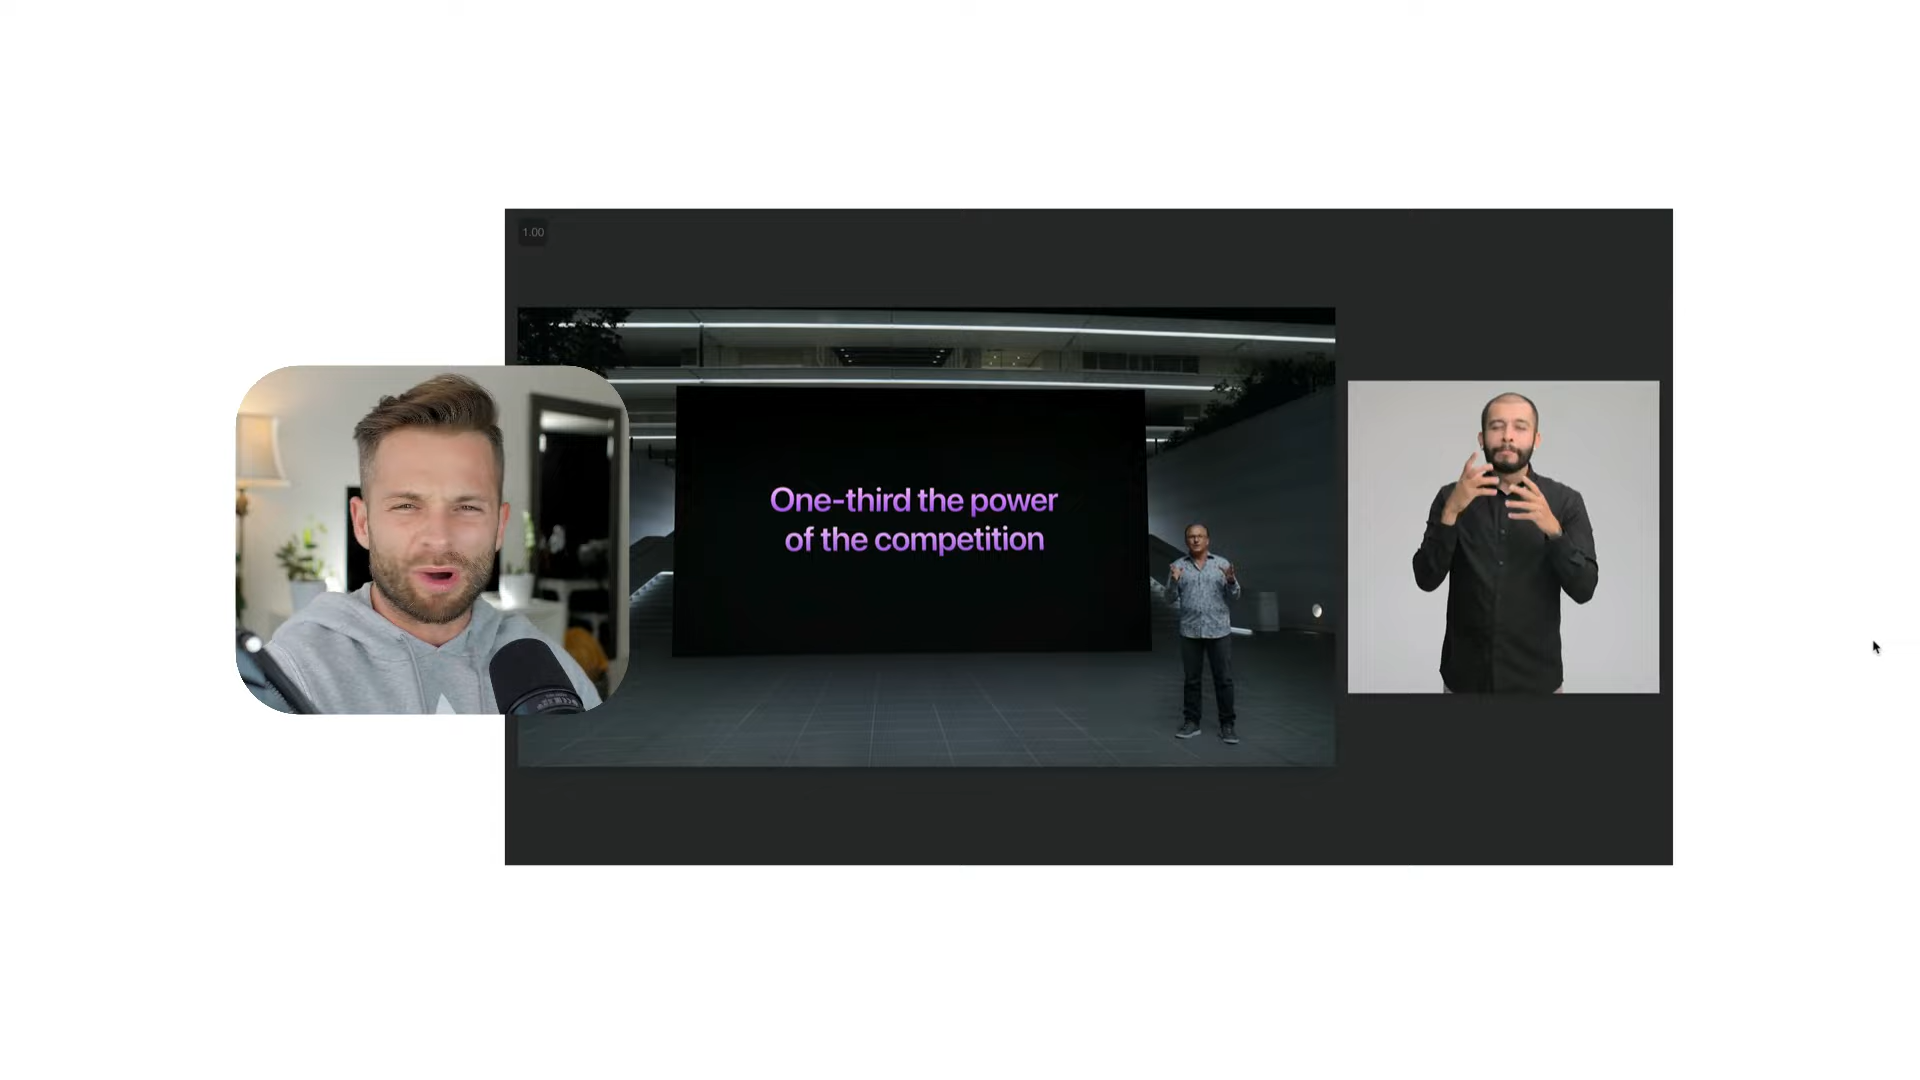 1.00
One-third the power
of the competition